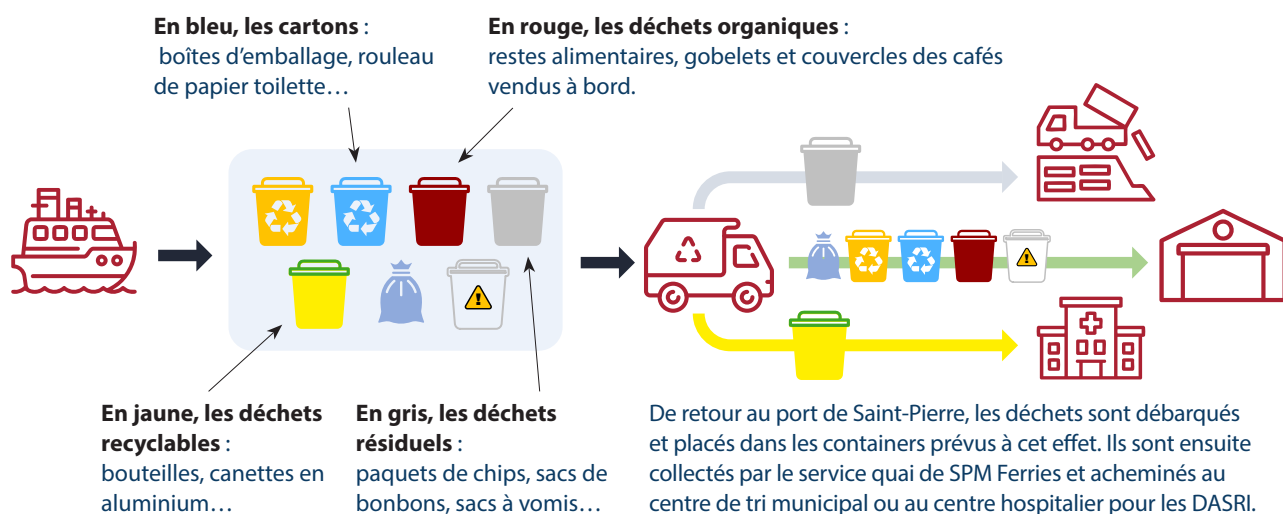 En bleu, les cartons :
boîtes d’emballage, rouleau
de papier toilette…
En rouge, les déchets organiques :
restes alimentaires, gobelets et couvercles des cafés
vendus à bord.
En jaune, les déchets
recyclables :
bouteilles, canettes en
aluminium…
En gris, les déchets
résiduels :
paquets de chips, sacs de
bonbons, sacs à vomis…
De retour au port de Saint-Pierre, les déchets sont débarqués
et placés dans les containers prévus à cet effet. Ils sont ensuite
collectés par le service quai de SPM Ferries et acheminés au
centre de tri municipal ou au centre hospitalier pour les DASRI.